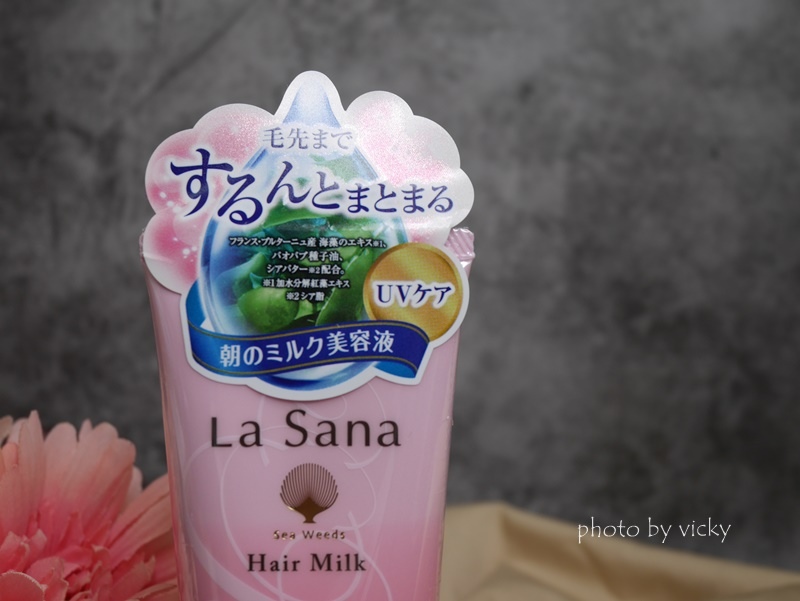 毛先まで
するんとまとまる
フランス・ブルターニュ産 海藻のエキス※1、
バオバブ種子油、
シアバター※2配合。
※1 加水分解紅藻エキス
※2 シア脂
UVケア
朝のミルク美容液
La Sana
Sea Weeds
Hair Milk
photo by vicky